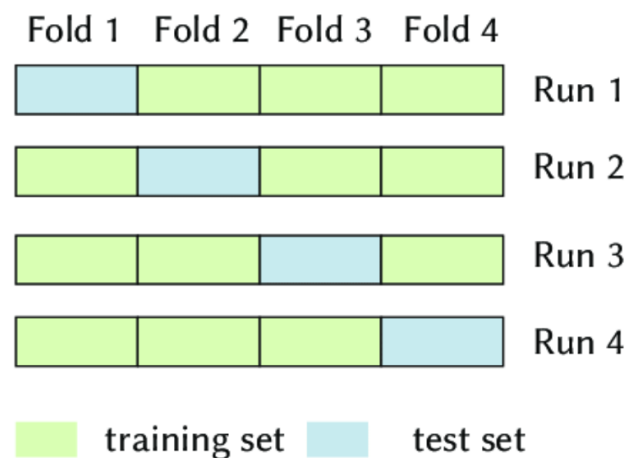 Fold 1 Fold 2 Fold 3 Fold 4
Run 1
Run 2
Run 3
Run 4
training set test set